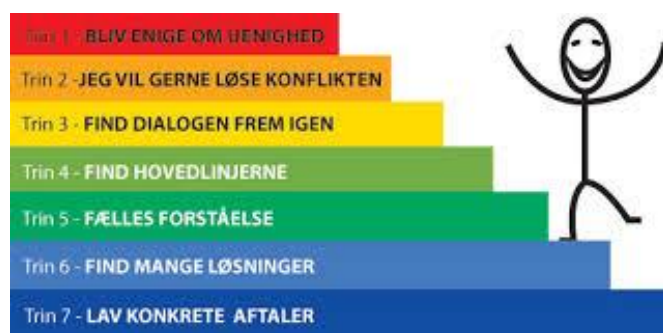 Trin 1 - BLIV ENIGE OM UENIGHED
Trin 2 -JEG VIL GERNE LØSE KONFLIKTEN
Trin 3 - FIND DIALOGEN FREM IGEN
Trin 4 - FIND HOVEDLINJERNE
Trin 5 - FÆLLES FORSTÅELSE
Trin 6 - FIND MANGE LØSNINGER
Trin 7 - LAV KONKRETE AFTALER